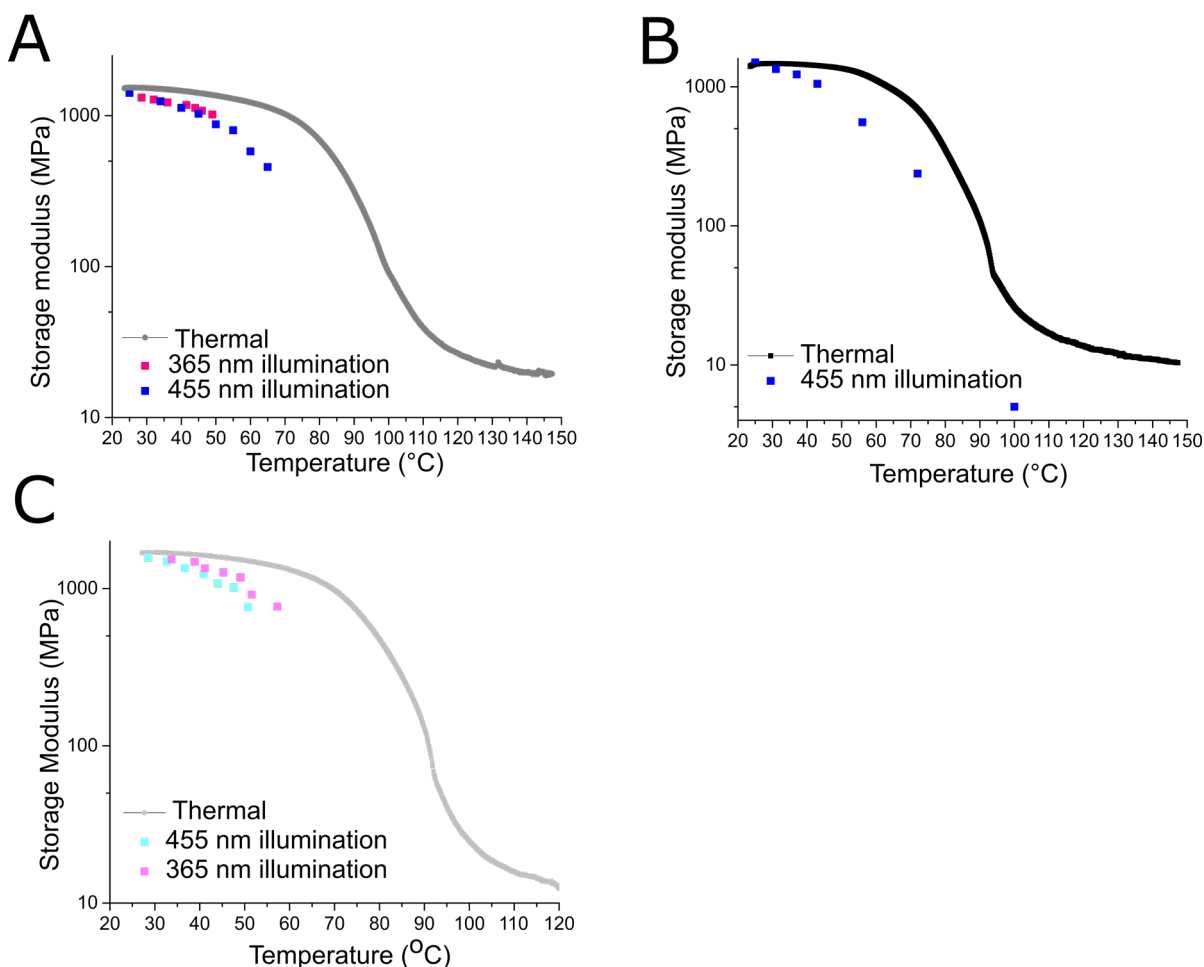 A
Storage modulus (MPa)
1000
100
10
Thermal
365 nm illumination
455 nm illumination
20 30 40 50 60 70 80 90 100 110 120 130 140 150
Temperature (°C)
B
Storage modulus (MPa)
1000
100
10
Thermal
455 nm illumination
20 30 40 50 60 70 80 90 100 110 120 130 140 150
Temperature (°C)
C
Storage Modulus (MPa)
1000
100
10
Thermal
455 nm illumination
365 nm illumination
20 30 40 50 60 70 80 90 100 110 120
Temperature (°C)